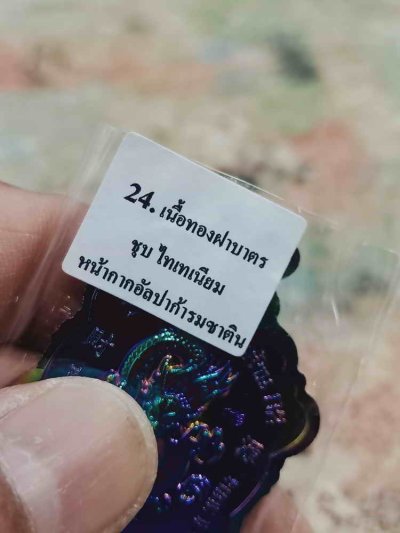 24. เนื้อทองฝาบาตร
ชุบ ไทเทเนียม
หน้ากากอัลปาก้ารมซาติน